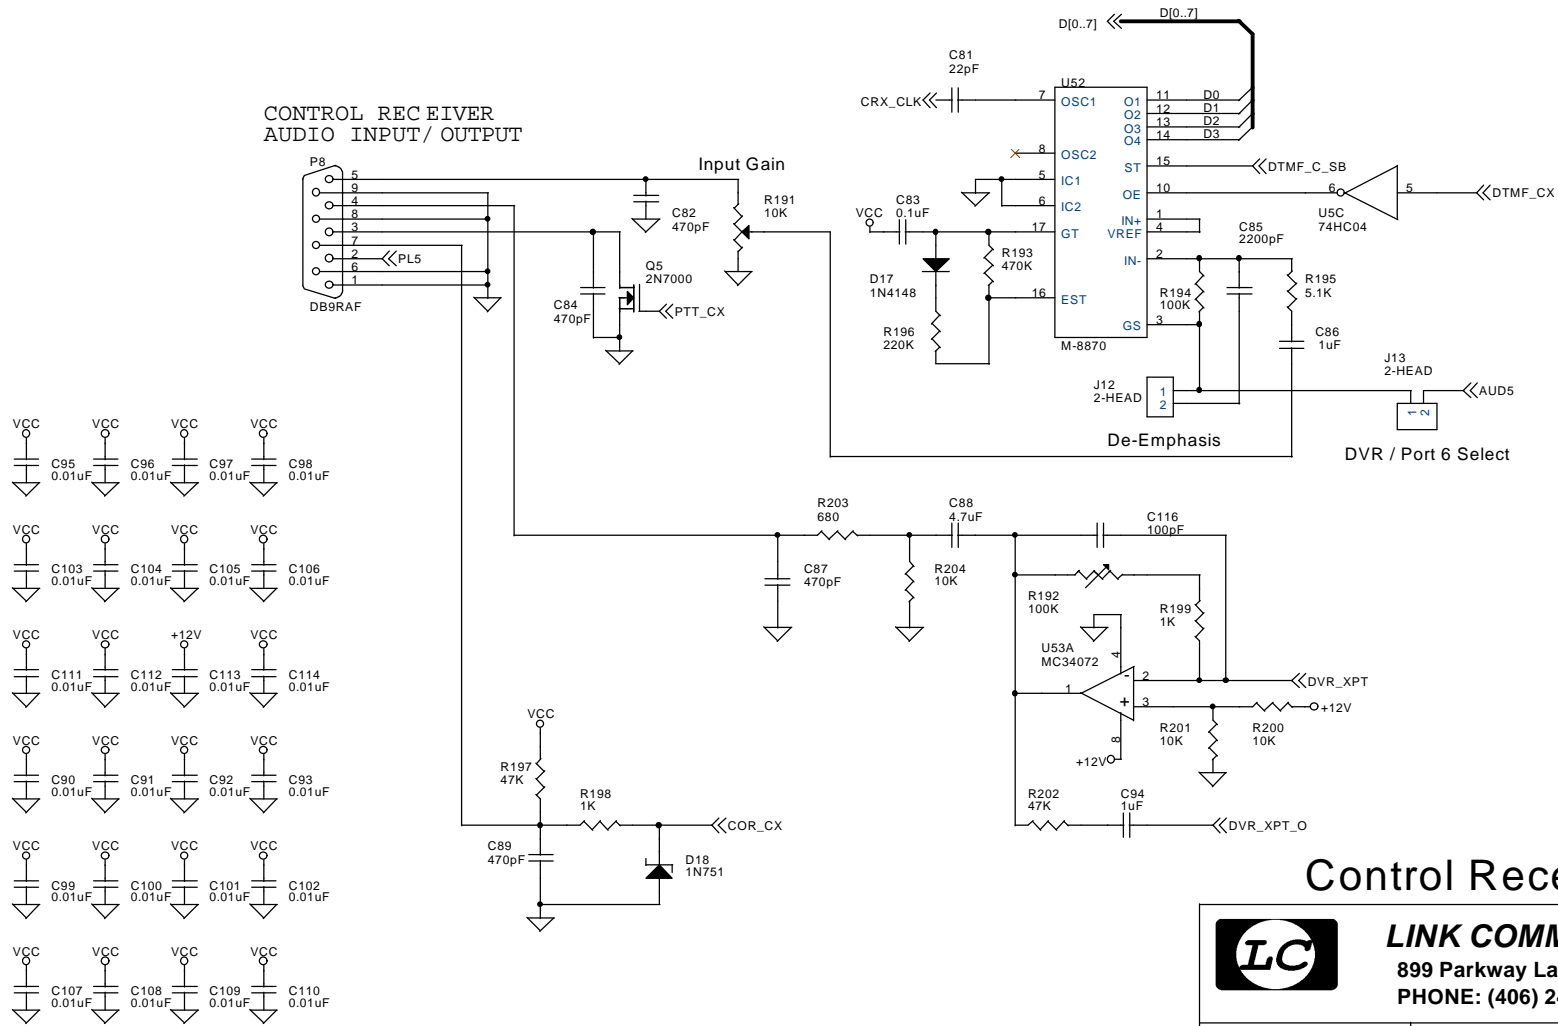 D[0..7]
D[0..7]
C81
22pF
CRX_CLK
U52
7 OSC1
8 OSC2
5 IC1
6 IC2
17 GT
16 EST
O1 11 D0
O2 12 D1
O3 13 D2
O4 14 D3
ST 15
OE 10
IN+ 1
VREF 4
IN- 2
GS 3
M-8870
DTMF_C_SB
6 5
U5C
74HC04
DTMF_CX
CONTROL RECEIVER
AUDIO INPUT/OUTPUT
P8
5
9
4
8
3
7
2
6
1
PL5
DB9RAF
Input Gain
C82
470pF
R191
10K
Q5
2N7000
C84
470pF
PTT_CX
VCC
C83
0.1uF
D17
1N4148
R193
470K
R196
220K
C85
2200pF
R194
100K
R195
5.1K
C86
1uF
J12
2-HEAD
1
2
De-Emphasis
J13
2-HEAD
1 2
AUD5
DVR / Port 6 Select
VCC VCC VCC VCC
C95 C96 C97 C98
0.01uF 0.01uF 0.01uF 0.01uF
VCC VCC VCC VCC
C103 C104 C105 C106
0.01uF 0.01uF 0.01uF 0.01uF
VCC VCC +12V VCC
C111 C112 C113 C114
0.01uF 0.01uF 0.01uF 0.01uF
VCC VCC VCC VCC
C90 C91 C92 C93
0.01uF 0.01uF 0.01uF 0.01uF
VCC VCC VCC VCC
C99 C100 C101 C102
0.01uF 0.01uF 0.01uF 0.01uF
VCC VCC VCC VCC
C107 C108 C109 C110
0.01uF 0.01uF 0.01uF 0.01uF
R203
680
C88
4.7uF
C116
100pF
C87
470pF
R204
10K
R192
100K
R199
1K
U53A
MC34072
4
1
- 2
+ 3
8
+12V
DVR_XPT
R201
10K
R200
10K
+12V
R202
47K
C94
1uF
DVR_XPT_O
VCC
R197
47K
R198
1K
COR_CX
C89
470pF
D18
1N751
Control Rece
LC
LINK COMM
899 Parkway La
PHONE: (406) 2